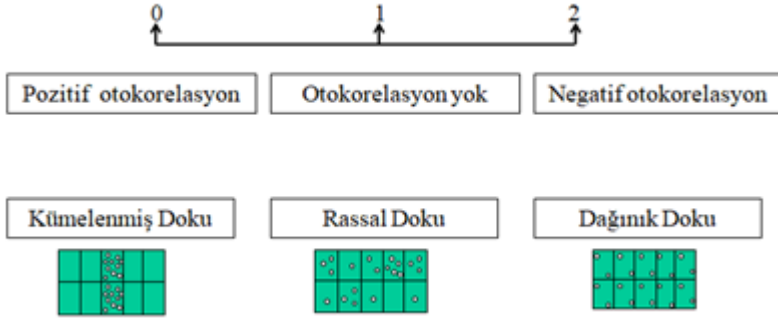 0 1 2
Pozitif otokorelasyon Otokorelasyon yok Negatif otokorelasyon
Kümelenmiş Doku Rassal Doku Dağınık Doku